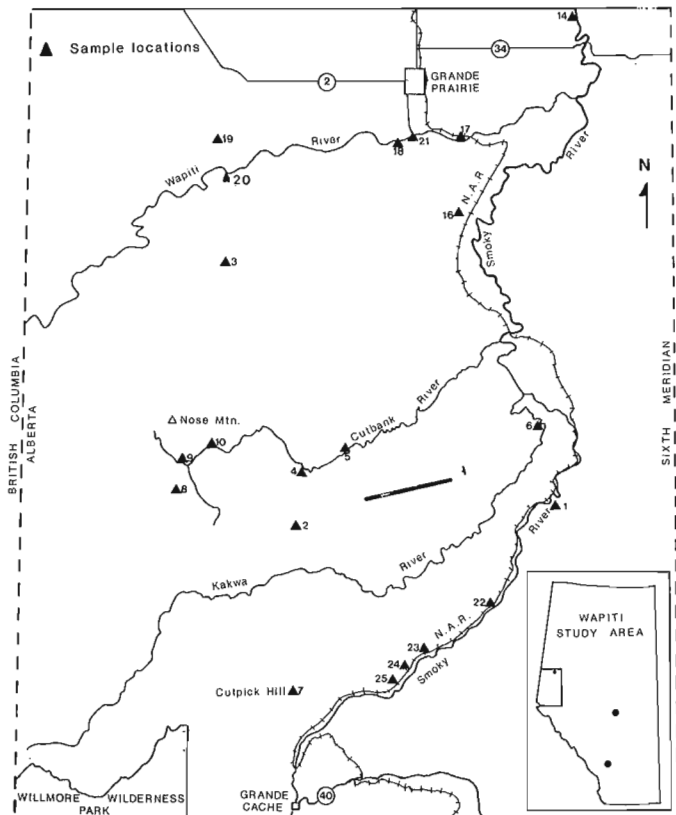 14
▲ Sample locations
34
2
GRANDE
PRAIRIE
19
River
18
21
17
Wapiti
20
N.A.R
N
River
16
Smoky
3
BRITISH COLUMBIA
ALBERTA
SIXTH MERIDIAN
△ Nose Mtn.
Cutbank
River
6
10
5
9
4
8
2
1
River
Kakwa
River
22
WAPITI
STUDY AREA
N.A.R.
23
Smoky
24
25
Cutpick Hill
7
WILLMORE WILDERNESS
PARK
GRANDE
CACHE
40